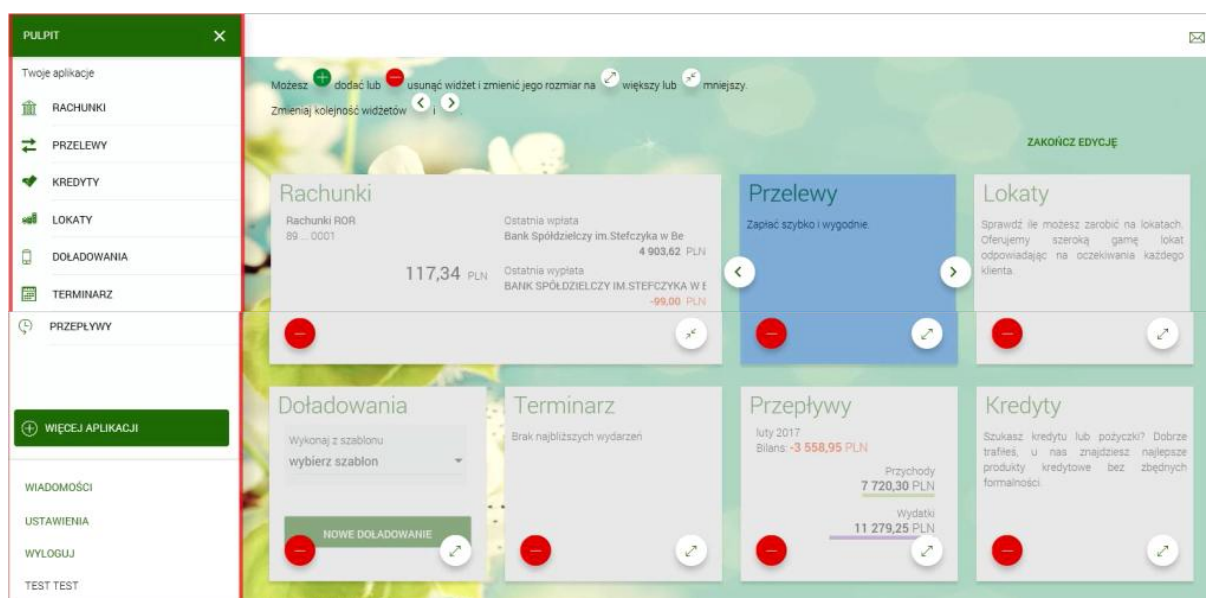 PULPIT
Twoje aplikacje
RACHUNKI
PRZELEWY
KREDYTY
LOKATY
DOŁADOWANIA
TERMINARZ
PRZEPŁYWY
WIĘCEJ APLIKACJI
WIADOMOŚCI
USTAWIENIA
WYLOGUJ
TEST TEST
Możesz dodać lub usunąć widżet i zmienić jego rozmiar na większy lub mniejszy.
Zmieniaj kolejność widżetów i .
ZAKOŃCZ EDYCJĘ
Rachunki
Rachunki ROR
89 ... 0001
117,34 PLN
Ostatnia wpłata
Bank Spółdzielczy im.Stefczyka w Be
4 903,62 PLN
Ostatnia wypłata
BANK SPÓŁDZIELCZY IM.STEFCZYKA W B
-99,00 PLN
Przelewy
Zapłać szybko i wygodnie.
Lokaty
Sprawdź ile możesz zarobić na lokatach.
Oferujemy szeroką gamę lokat
odpowiadając na oczekiwania każdego
klienta.
Doładowania
Wykonaj z szablonu
wybierz szablon
NOWE DOŁADOWANIE
Terminarz
Brak najbliższych wydarzeń
Przepływy
luty 2017
Bilans: -3 558,95 PLN
Przychody
7 720,30 PLN
Wydatki
11 279,25 PLN
Kredyty
Szukasz kredytu lub pożyczki? Dobrze
trafiłeś, u nas znajdziesz najlepsze
produkty kredytowe bez zbędnych
formalności.